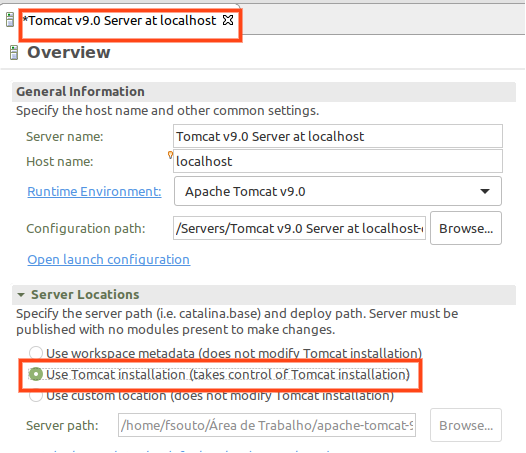 *Tomcat v9.0 Server at localhost
Overview
General Information
Specify the host name and other common settings.
Server name: Tomcat v9.0 Server at localhost
Host name: localhost
Runtime Environment: Apache Tomcat v9.0
Configuration path: /Servers/Tomcat v9.0 Server at localhost- Browse...
Open launch configuration
Server Locations
Specify the server path (i.e. catalina.base) and deploy path. Server must be
published with no modules present to make changes.
Use workspace metadata (does not modify Tomcat installation)
Use Tomcat installation (takes control of Tomcat installation)
Use custom location (does not modify Tomcat installation)
Server path: /home/fsouto/Área de Trabalho/apache-tomcat- Browse...